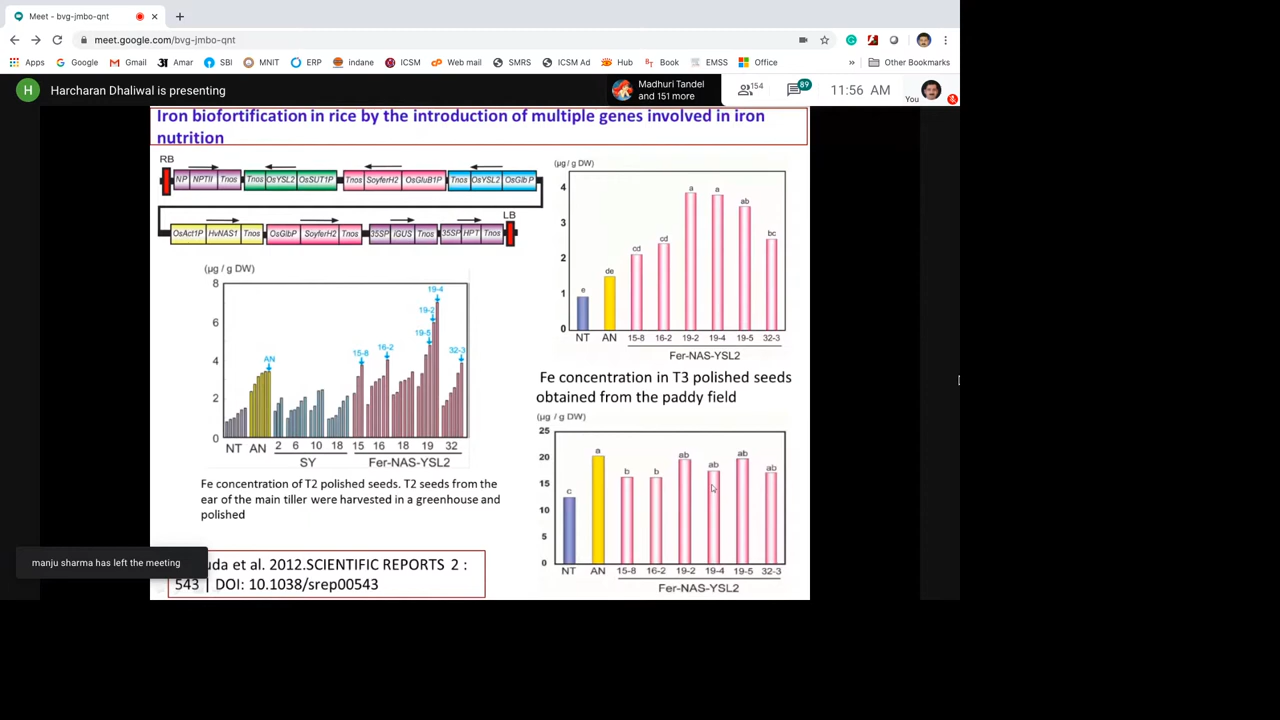 Meet - bvg-jmbo-qnt
meet.google.com/bvg-jmbo-qnt
Apps Google Gmail Amar SBI MNIT ERP indane ICSM Web mail SMRS ICSM Ad Hub Book EMSS Office » Other Bookmarks
H Harcharan Dhaliwal is presenting
Madhuri Tandel
and 151 more
154
89
11:56 AM
You
Iron biofortification in rice by the introduction of multiple genes involved in iron
nutrition
RB
NP NPTII Tnos Tnos OsYSL2 OsSUT1P Tnos SoyferH2 OsGluB1P Tnos OsYSL2 OsGlb P
LB
OsAct1P HvNAS1 Tnos OsGlbP SoyferH2 Tnos 35SP iGUS Tnos 35SP HPT Tnos
(μg / g DW)
8
6
4
2
0
AN 15-8 16-2 19-5 19-2 19-4 32-3
NT AN 2 6 10 18 15 16 18 19 32
SY Fer-NAS-YSL2
Fe concentration of T2 polished seeds. T2 seeds from the
ear of the main tiller were harvested in a greenhouse and
polished
(μg / g DW)
4
3
2
1
0
e de cd cd a a ab bc
NT AN 15-8 16-2 19-2 19-4 19-5 32-3
Fer-NAS-YSL2
Fe concentration in T3 polished seeds
obtained from the paddy field
(μg / g DW)
25
20
15
10
5
0
c a b b ab ab ab ab
NT AN 15-8 16-2 19-2 19-4 19-5 32-3
Fer-NAS-YSL2
manju sharma has left the meeting
uda et al. 2012.SCIENTIFIC REPORTS 2 :
543 | DOI: 10.1038/srep00543